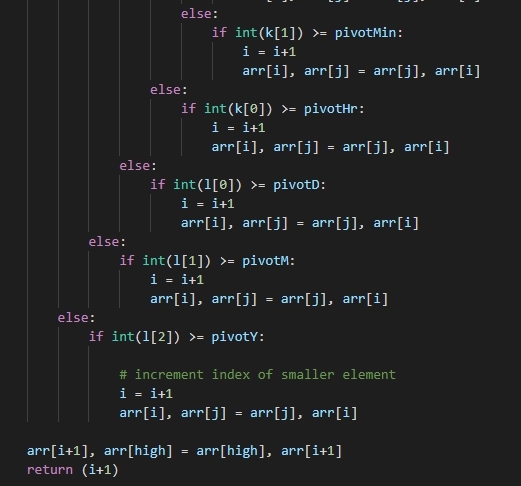 else:
if int(k[1]) >= pivotMin:
i = i+1
arr[i], arr[j] = arr[j], arr[i]
else:
if int(k[0]) >= pivotHr:
i = i+1
arr[i], arr[j] = arr[j], arr[i]
else:
if int(l[0]) >= pivotD:
i = i+1
arr[i], arr[j] = arr[j], arr[i]
else:
if int(l[1]) >= pivotM:
i = i+1
arr[i], arr[j] = arr[j], arr[i]
else:
if int(l[2]) >= pivotY:
# increment index of smaller element
i = i+1
arr[i], arr[j] = arr[j], arr[i]
arr[i+1], arr[high] = arr[high], arr[i+1]
return (i+1)